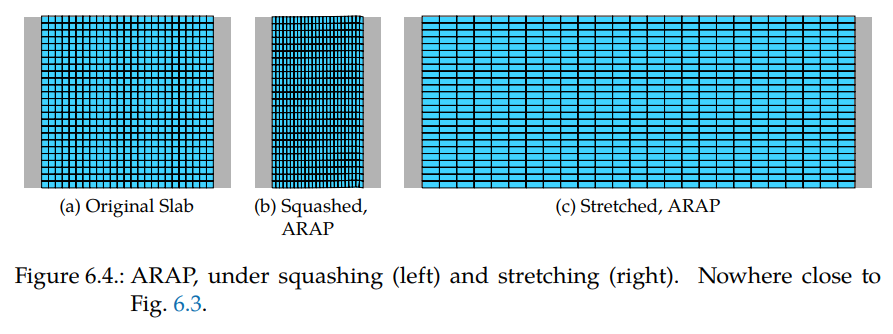 (a) Original Slab
(b) Squashed,
ARAP
(c) Stretched, ARAP
Figure 6.4.: ARAP, under squashing (left) and stretching (right). Nowhere close to
Fig. 6.3.